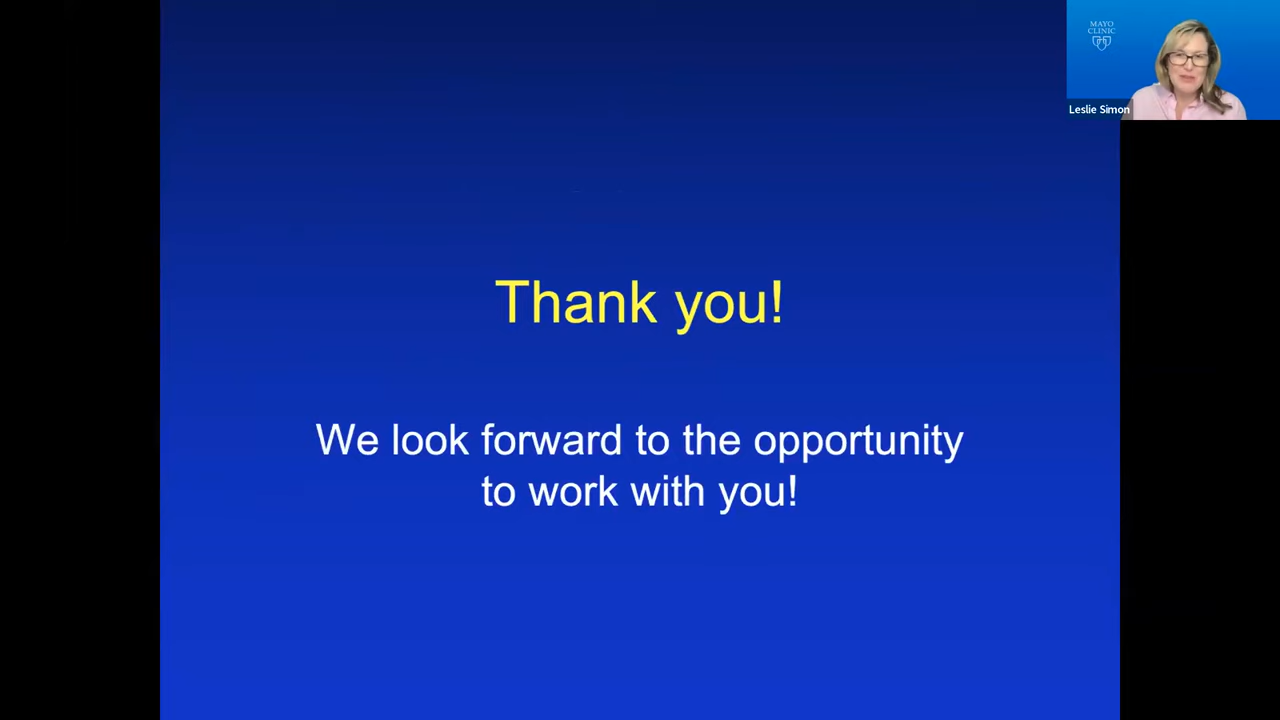 MAYO
CLINIC
Leslie Simon
Thank you!
We look forward to the opportunity
to work with you!